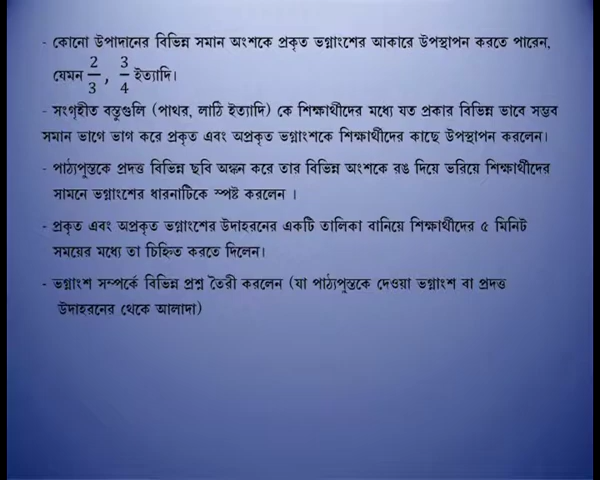 - কোনো উপাদানের বিভিন্ন সমান অংশকে প্রকৃত ভগ্নাংশের আকারে উপস্থাপন করতে পারেন,
যেমন 2/3 , 3/4 ইত্যাদি।
- সংগৃহীত বস্তুগুলি (পাথর, লাঠি ইত্যাদি) কে শিক্ষার্থীদের মধ্যে যত প্রকার বিভিন্ন ভাবে সম্ভব
সমান ভাগে ভাগ করে প্রকৃত এবং অপ্রকৃত ভগ্নাংশকে শিক্ষার্থীদের কাছে উপস্থাপন করলেন।
- পাঠ্যপুস্তকে প্রদত্ত বিভিন্ন ছবি অঙ্কন করে তার বিভিন্ন অংশকে রঙ দিয়ে ভরিয়ে শিক্ষার্থীদের
সামনে ভগ্নাংশের ধারনাটিকে স্পষ্ট করলেন ।
- প্রকৃত এবং অপ্রকৃত ভগ্নাংশের উদাহরনের একটি তালিকা বানিয়ে শিক্ষার্থীদের ৫ মিনিট
সময়ের মধ্যে তা চিহ্নিত করতে দিলেন।
- ভগ্নাংশ সম্পর্কে বিভিন্ন প্রশ্ন তৈরী করলেন (যা পাঠ্যপুস্তকে দেওয়া ভগ্নাংশ বা প্রদত্ত
উদাহরনের থেকে আলাদা)